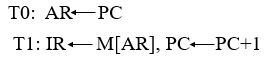 T0: AR←PC
T1: IR← M[AR], PC←PC+1